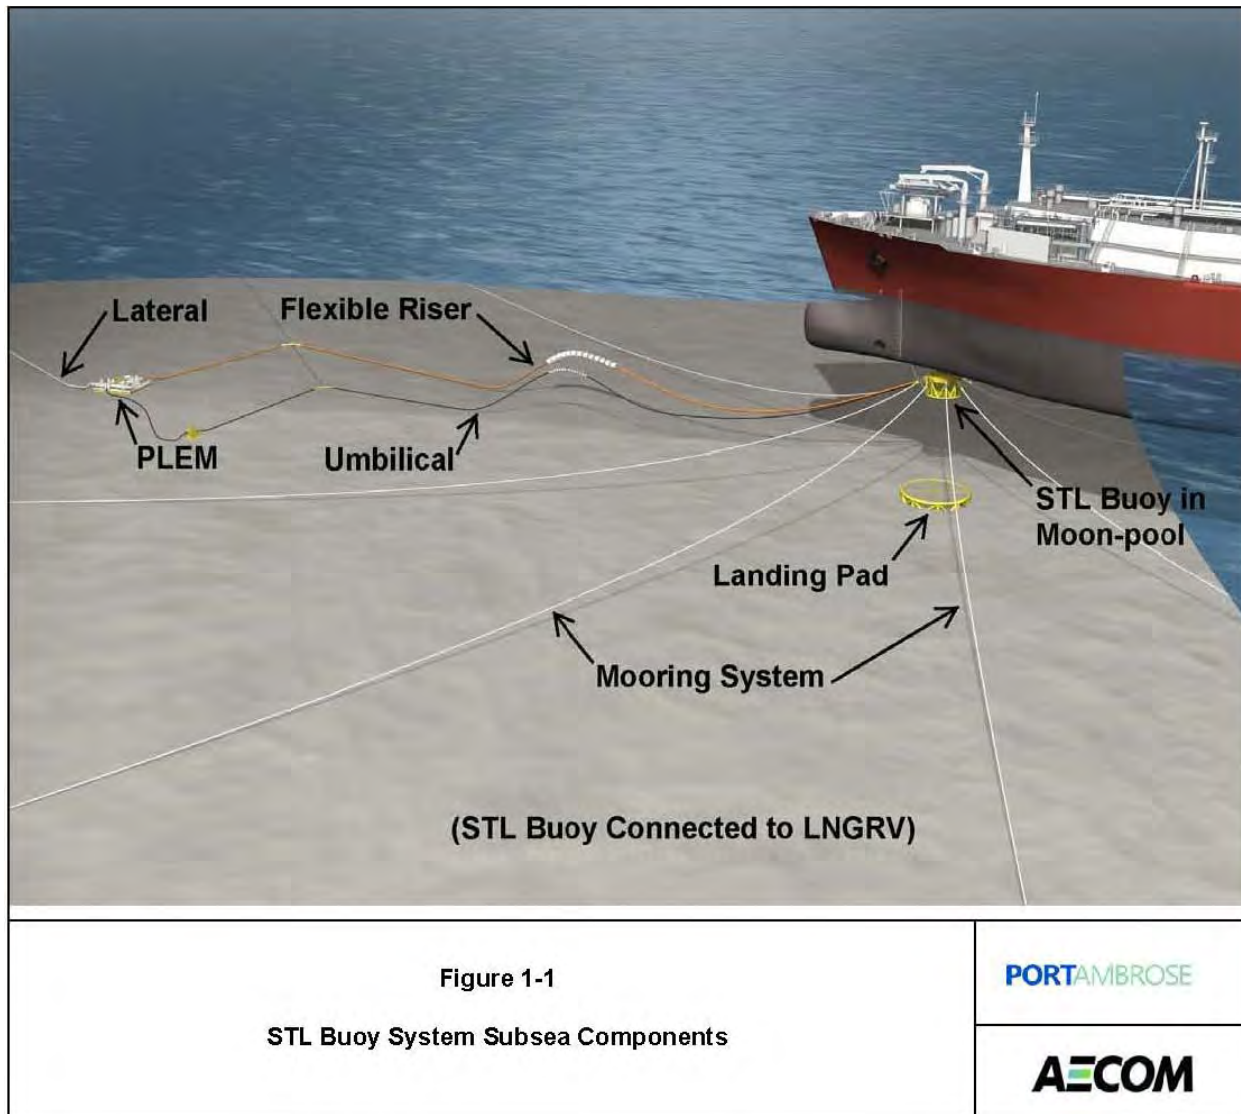 Lateral
Flexible Riser
PLEM
Umbilical
STL Buoy in
Moon-pool
Landing Pad
Mooring System
(STL Buoy Connected to LNGRV)
Figure 1-1
STL Buoy System Subsea Components
PORTAMBROSE
AECOM